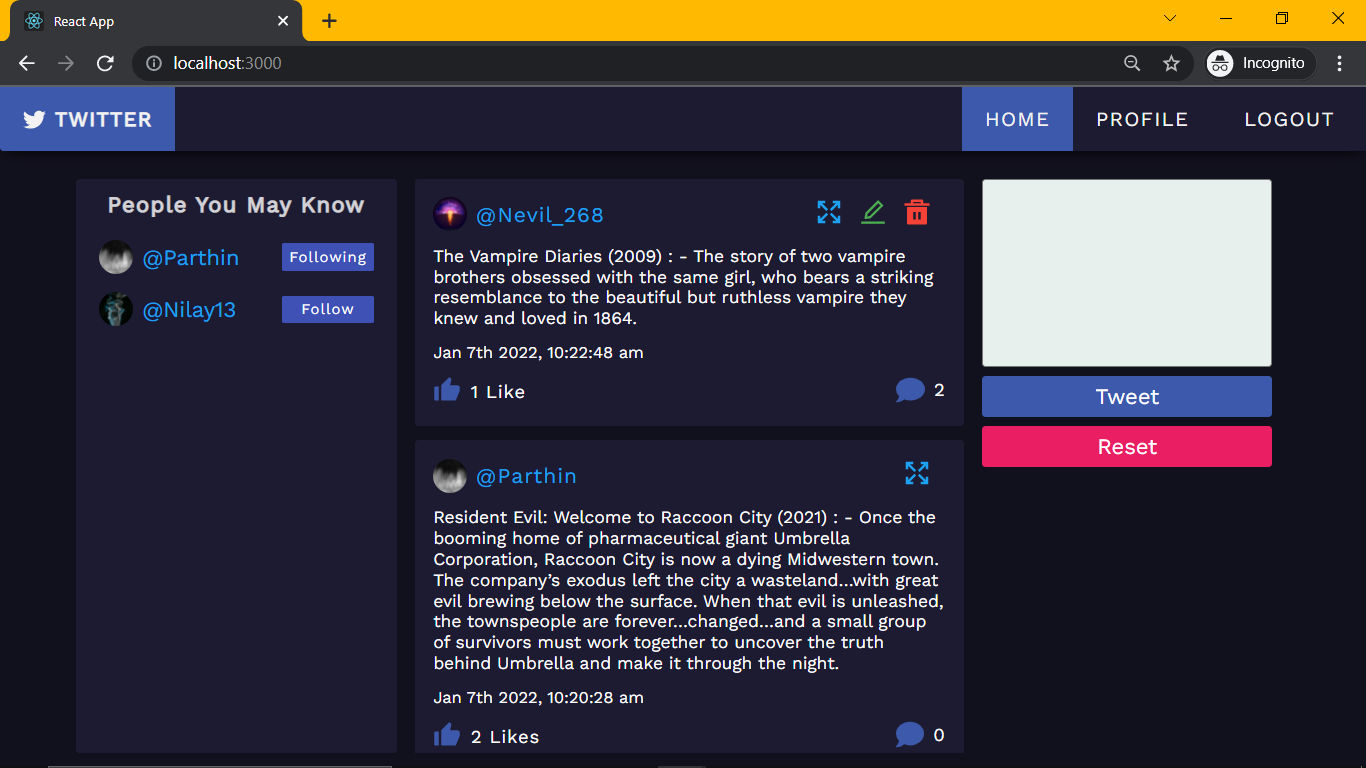 React App
localhost:3000
Incognito
TWITTER
HOME
PROFILE
LOGOUT
People You May Know
@Parthin
Following
@Nilay13
Follow
@Nevil_268
The Vampire Diaries (2009) : - The story of two vampire
brothers obsessed with the same girl, who bears a striking
resemblance to the beautiful but ruthless vampire they
knew and loved in 1864.
Jan 7th 2022, 10:22:48 am
1 Like
2
@Parthin
Resident Evil: Welcome to Raccoon City (2021) : - Once the
booming home of pharmaceutical giant Umbrella
Corporation, Raccoon City is now a dying Midwestern town.
The company’s exodus left the city a wasteland...with great
evil brewing below the surface. When that evil is unleashed,
the townspeople are forever...changed...and a small group
of survivors must work together to uncover the truth
behind Umbrella and make it through the night.
Jan 7th 2022, 10:20:28 am
2 Likes
0
Tweet
Reset